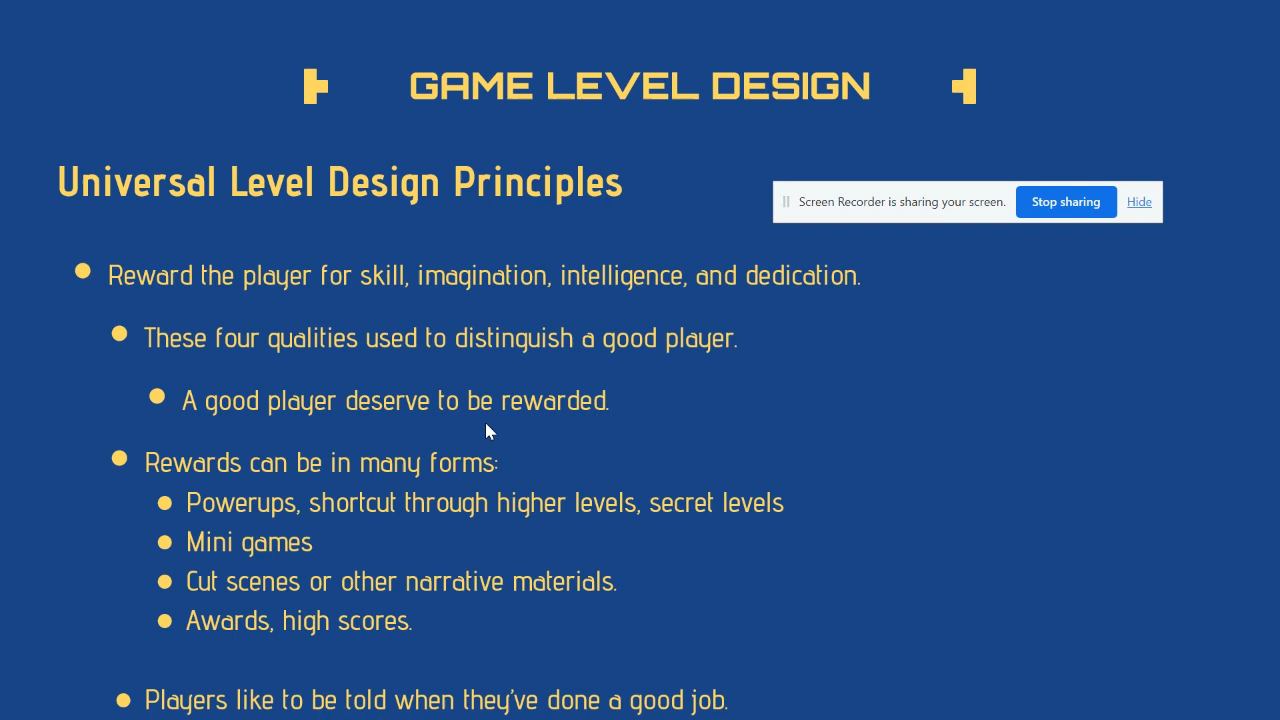 GAME LEVEL DESIGN
Universal Level Design Principles
Screen Recorder is sharing your screen. Stop sharing Hide
Reward the player for skill, imagination, intelligence, and dedication.
These four qualities used to distinguish a good player.
A good player deserve to be rewarded.
Rewards can be in many forms:
Powerups, shortcut through higher levels, secret levels
Mini games
Cut scenes or other narrative materials.
Awards, high scores.
Players like to be told when they've done a good job.